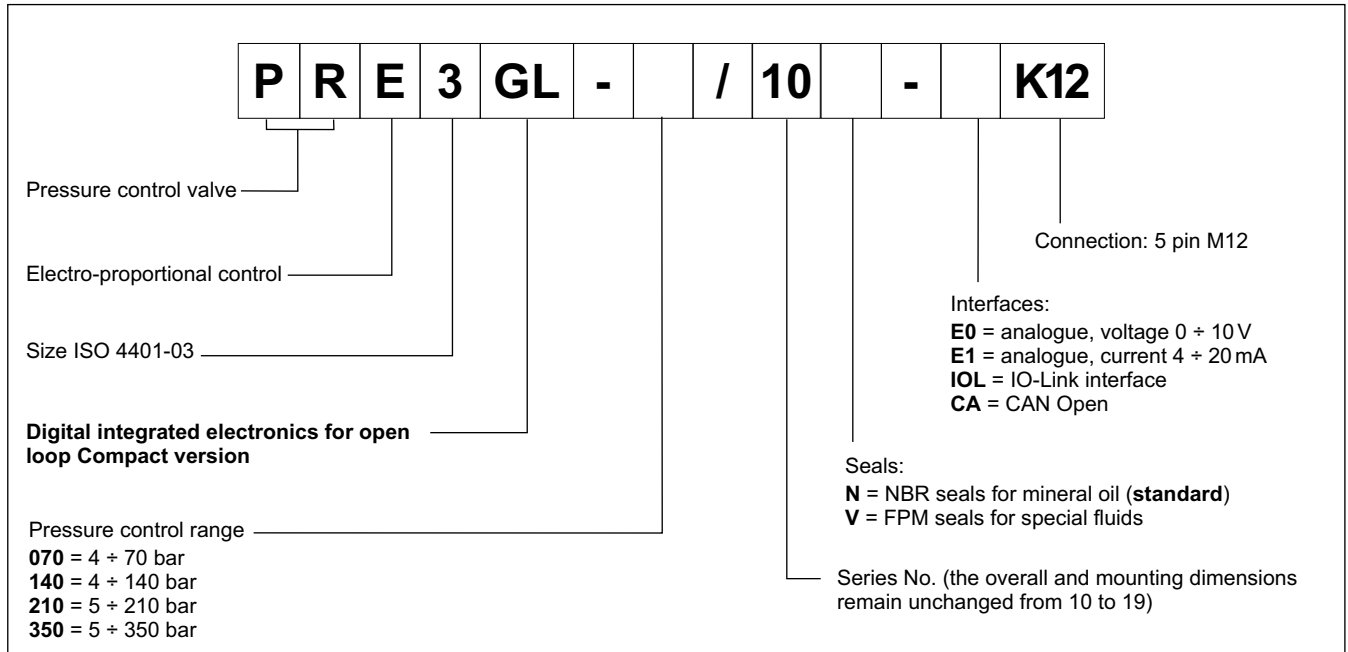 P R E 3 GL - / 10 - K12
Pressure control valve
Electro-proportional control
Size ISO 4401-03
Digital integrated electronics for open
loop Compact version
Pressure control range
070 = 4 ÷ 70 bar
140 = 4 ÷ 140 bar
210 = 5 ÷ 210 bar
350 = 5 ÷ 350 bar
Connection: 5 pin M12
Interfaces:
E0 = analogue, voltage 0 ÷ 10 V
E1 = analogue, current 4 ÷ 20 mA
IOL = IO-Link interface
CA = CAN Open
Seals:
N = NBR seals for mineral oil (standard)
V = FPM seals for special fluids
Series No. (the overall and mounting dimensions
remain unchanged from 10 to 19)